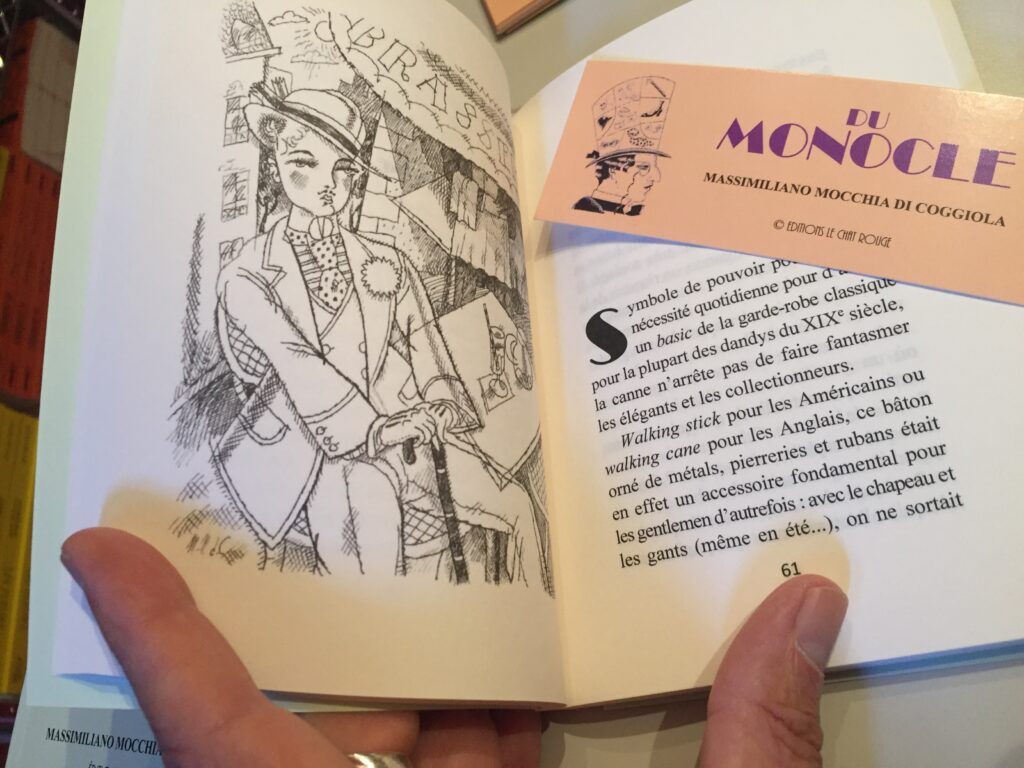 BRASSE
DU
MONOCLE
MASSIMILIANO MOCCHIA DI COGGIOLA
© EDITIONS LE CHAT ROUGE
Symbole de pouvoir
nécessité quotidienne pour
un basic de la garde-robe classique
pour la plupart des dandys du XIXe siècle,
la canne n'arrête pas de faire fantasmer
les élégants et les collectionneurs.
Walking stick pour les Américains ou
walking cane pour les Anglais, ce bâton
orné de métals, pierreries et rubans était
en effet un accessoire fondamental pour
les gentlemen d'autrefois : avec le chapeau et
les gants (même en été...), on ne sortait
61
MASSIMILIANO MOCCHIA